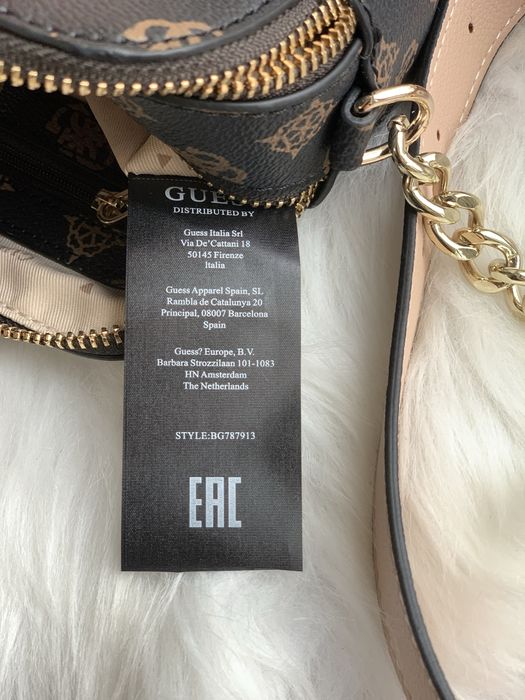 GUESS
DISTRIBUTED BY
Guess Italia Srl
Via De'Cattani 18
50145 Firenze
Italia
Guess Apparel Spain, SL
Rambla de Catalunya 20
Principal, 08007 Barcelona
Spain
Guess? Europe, B.V.
Barbara Strozzilaan 101-1083
HN Amsterdam
The Netherlands
STYLE:BG787913
EAC